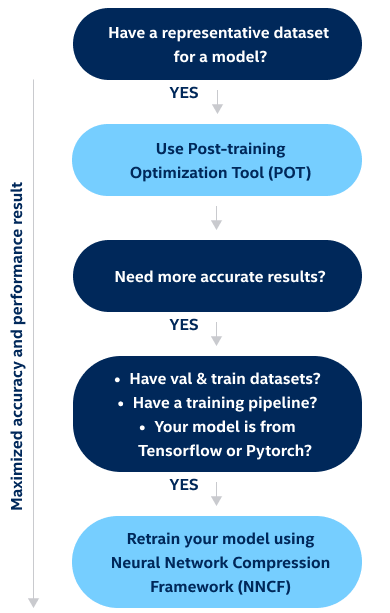 Have a representative dataset
for a model?
YES
Use Post-training
Optimization Tool (POT)
Need more accurate results?
YES
• Have val & train datasets?
• Have a training pipeline?
• Your model is from
Tensorflow or Pytorch?
YES
Retrain your model using
Neural Network Compression
Framework (NNCF)
Maximized accuracy and performance result